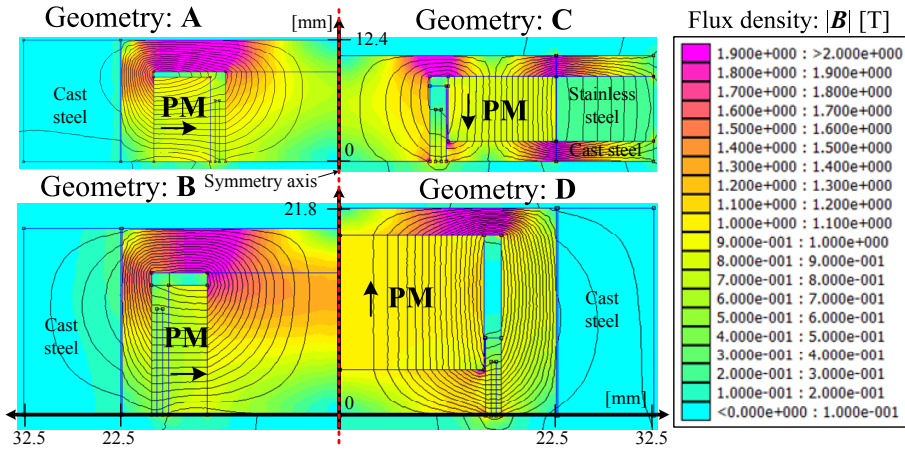 Geometry: A
[mm]
Geometry: C
Flux density: |B| [T]
12.4
Cast
steel
PM
PM
Stainless
steel
Cast steel
0
Symmetry axis
Geometry: B
Geometry: D
21.8
Cast
steel
PM
PM
Cast
steel
0
[mm]
32.5
22.5
22.5
32.5
1.900e+000 : >2.000e+000
1.800e+000 : 1.900e+000
1.700e+000 : 1.800e+000
1.600e+000 : 1.700e+000
1.500e+000 : 1.600e+000
1.400e+000 : 1.500e+000
1.300e+000 : 1.400e+000
1.200e+000 : 1.300e+000
1.100e+000 : 1.200e+000
1.000e+000 : 1.100e+000
9.000e-001 : 1.000e+000
8.000e-001 : 9.000e-001
7.000e-001 : 8.000e-001
6.000e-001 : 7.000e-001
5.000e-001 : 6.000e-001
4.000e-001 : 5.000e-001
3.000e-001 : 4.000e-001
2.000e-001 : 3.000e-001
1.000e-001 : 2.000e-001
<0.000e+000 : 1.000e-001